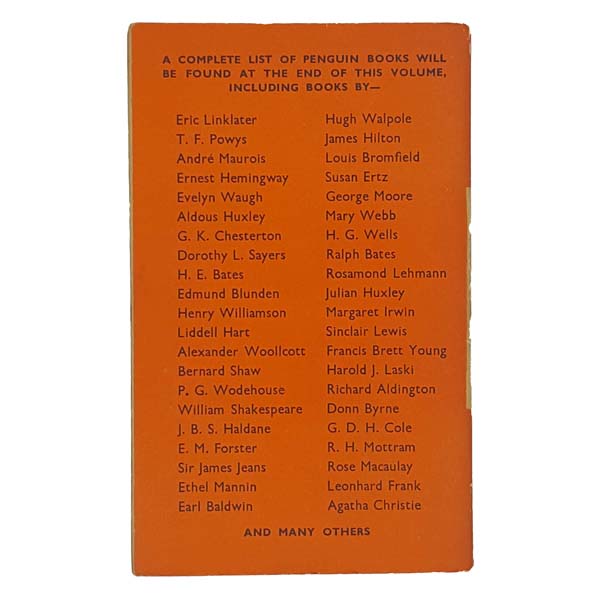 A COMPLETE LIST OF PENGUIN BOOKS WILL
BE FOUND AT THE END OF THIS VOLUME,
INCLUDING BOOKS BY—
Eric Linklater
T. F. Powys
André Maurois
Ernest Hemingway
Evelyn Waugh
Aldous Huxley
G. K. Chesterton
Dorothy L. Sayers
H. E. Bates
Edmund Blunden
Henry Williamson
Liddell Hart
Alexander Woollcott
Bernard Shaw
P. G. Wodehouse
William Shakespeare
J. B. S. Haldane
E. M. Forster
Sir James Jeans
Ethel Mannin
Earl Baldwin
Hugh Walpole
James Hilton
Louis Bromfield
Susan Ertz
George Moore
Mary Webb
H. G. Wells
Ralph Bates
Rosamond Lehmann
Julian Huxley
Margaret Irwin
Sinclair Lewis
Francis Brett Young
Harold J. Laski
Richard Aldington
Donn Byrne
G. D. H. Cole
R. H. Mottram
Rose Macaulay
Leonhard Frank
Agatha Christie
AND MANY OTHERS